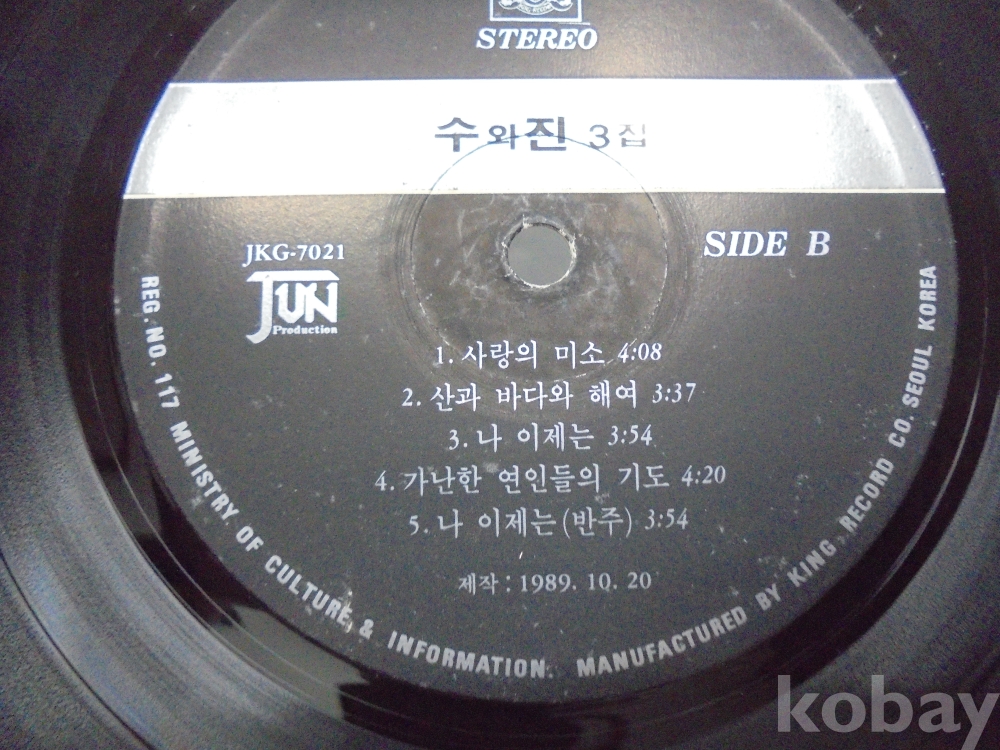 STEREO
수와진 3집
JKG-7021
SIDE B
JUN
Production
1. 사랑의 미소 4:08
2. 산과 바다와 해여 3:37
3. 나 이제는 3:54
4. 가난한 연인들의 기도 4:20
5. 나 이제는(반주) 3:54
제작: 1989. 10. 20
REG. NO. 117 MINISTRY OF CULTURE, & INFORMATION. MANUFACTURED BY KING RECORD CO. SEOUL KOREA
kobay